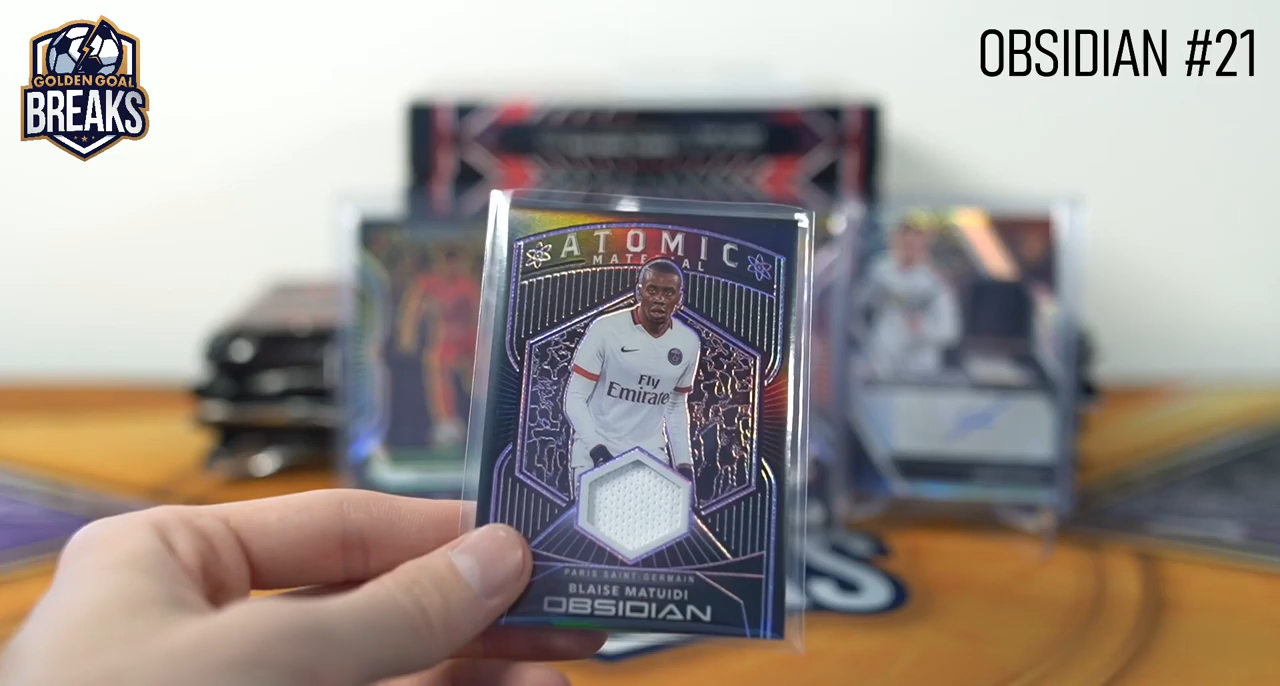 GOLDEN GOAL
BREAKS
OBSIDIAN #21
ATOMIC
MATERIAL
Fly
Emirates
PARIS SAINT-GERMAIN
BLAISE MATUIDI
OBSIDIAN